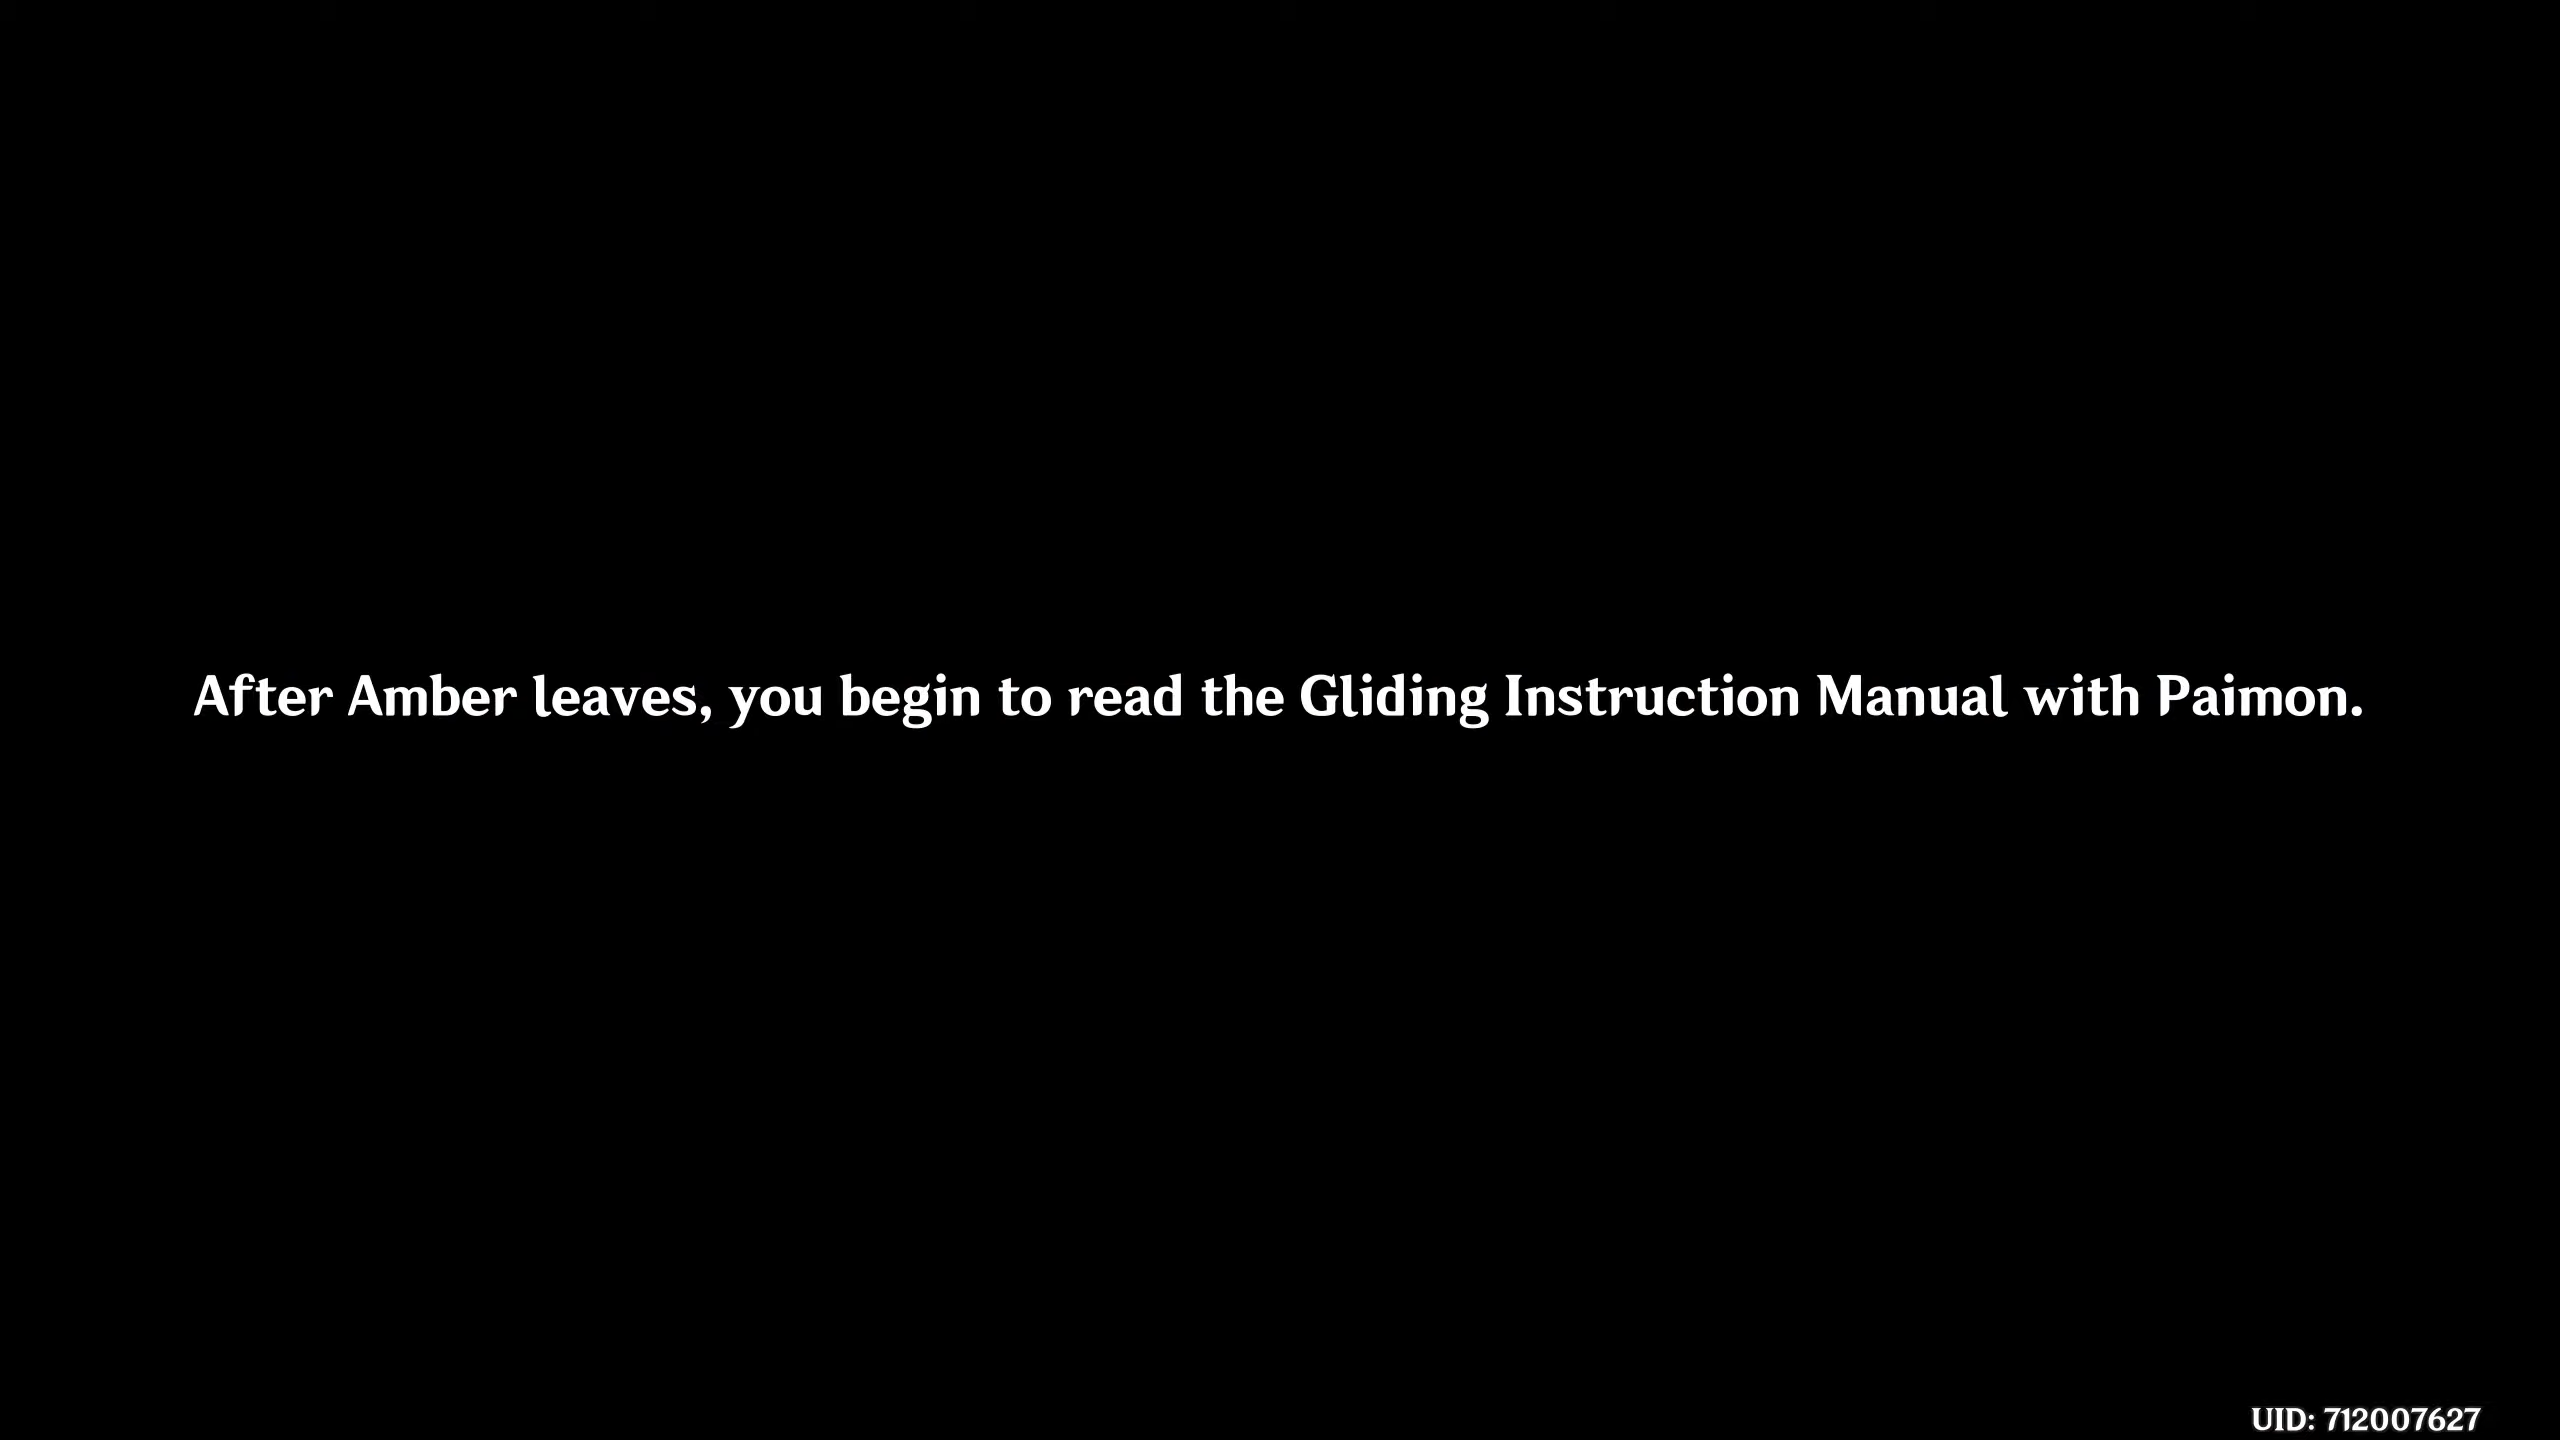 After Amber leaves, you begin to read the Gliding Instruction Manual with Paimon.
UID: 712007627